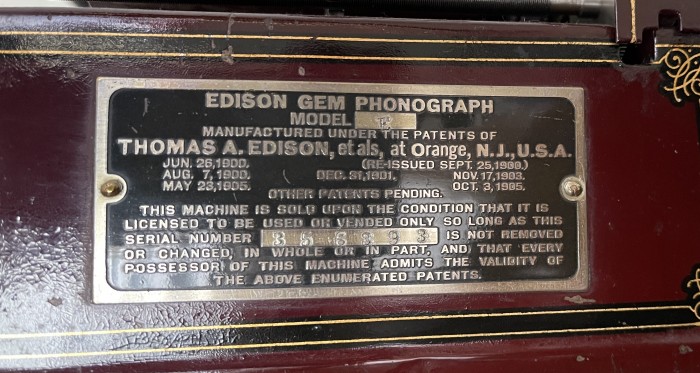 EDISON GEM PHONOGRAPH
MODEL
MANUFACTURED UNDER THE PATENTS OF
THOMAS A. EDISON, et als, at Orange, N.J., U.S.A.
JUN. 26, 1900. (RE-ISSUED SEPT. 25, 1900.)
AUG. 7, 1900. DEC. 31, 1901. NOV. 17, 1903.
MAY 23, 1905. OCT. 3, 1905.
OTHER PATENTS PENDING.
THIS MACHINE IS SOLD UPON THE CONDITION THAT IT IS
LICENSED TO BE USED OR VENDED ONLY SO LONG AS THIS
SERIAL NUMBER IS NOT REMOVED
OR CHANGED, IN WHOLE OR IN PART, AND THAT EVERY
POSSESSOR OF THIS MACHINE ADMITS THE VALIDITY OF
THE ABOVE ENUMERATED PATENTS.